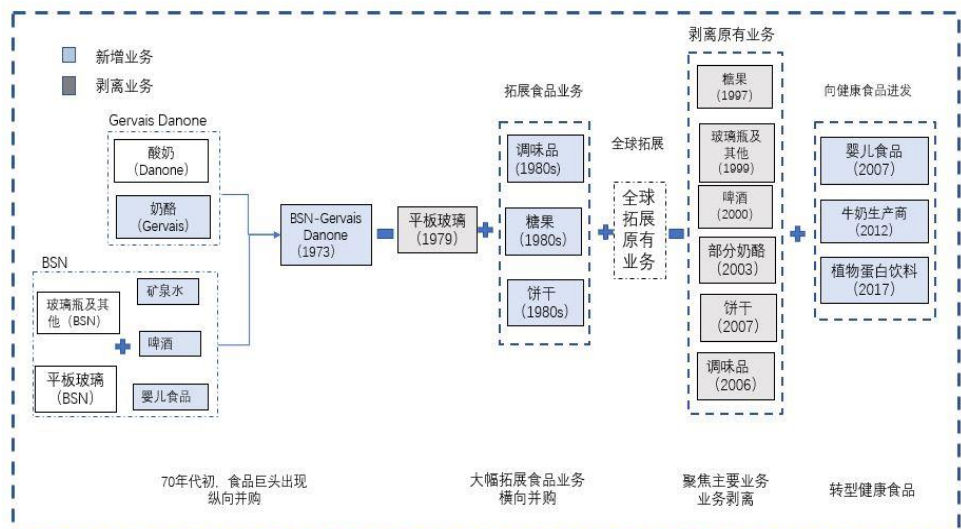 新增业务
剥离业务
Gervais Danone
酸奶
(Danone)
奶酪
(Gervais)
BSN
玻璃瓶及其
他（BSN）
矿泉水
啤酒
平板玻璃
(BSN)
婴儿食品
BSN-Gervais
Danone
(1973)
平板玻璃
(1979)
拓展食品业务
调味品
(1980s)
糖果
(1980s)
饼干
(1980s)
全球拓展
全球
拓展
原有
业务
剥离原有业务
糖果
(1997)
玻璃瓶及
其他
(1999)
啤酒
(2000)
部分奶酪
(2003)
饼干
(2007)
调味品
(2006)
向健康食品进发
婴儿食品
(2007)
牛奶生产商
(2012)
植物蛋白饮料
(2017)
70年代初，食品巨头出现
纵向并购
大幅拓展食品业务
横向并购
聚焦主要业务
业务剥离
转型健康食品